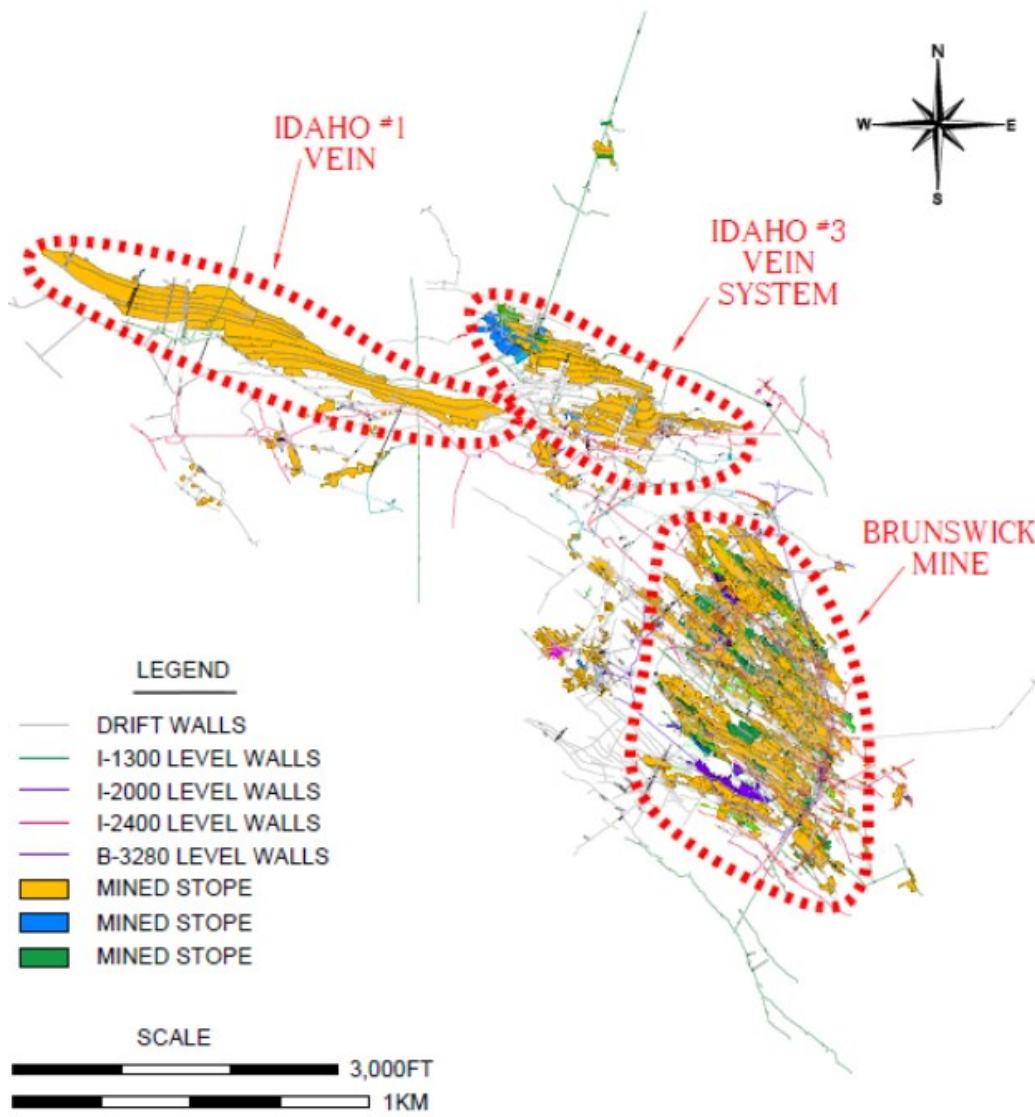 N
W
E
S
IDAHO #1
VEIN
IDAHO #3
VEIN
SYSTEM
BRUNSWICK
MINE
LEGEND
DRIFT WALLS
I-1300 LEVEL WALLS
I-2000 LEVEL WALLS
I-2400 LEVEL WALLS
B-3280 LEVEL WALLS
MINED STOPE
MINED STOPE
MINED STOPE
SCALE
3,000FT
1KM